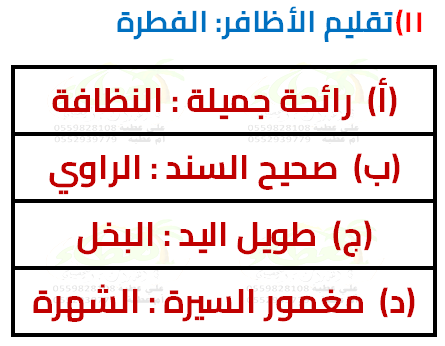 ١١)تقليم الأظافر: الفطرة
(أ) رائحة جميلة : النظافة
(ب) صحيح السند : الراوي
(ج) طويل اليد : البخل
(د) مغمور السيرة : الشهرة